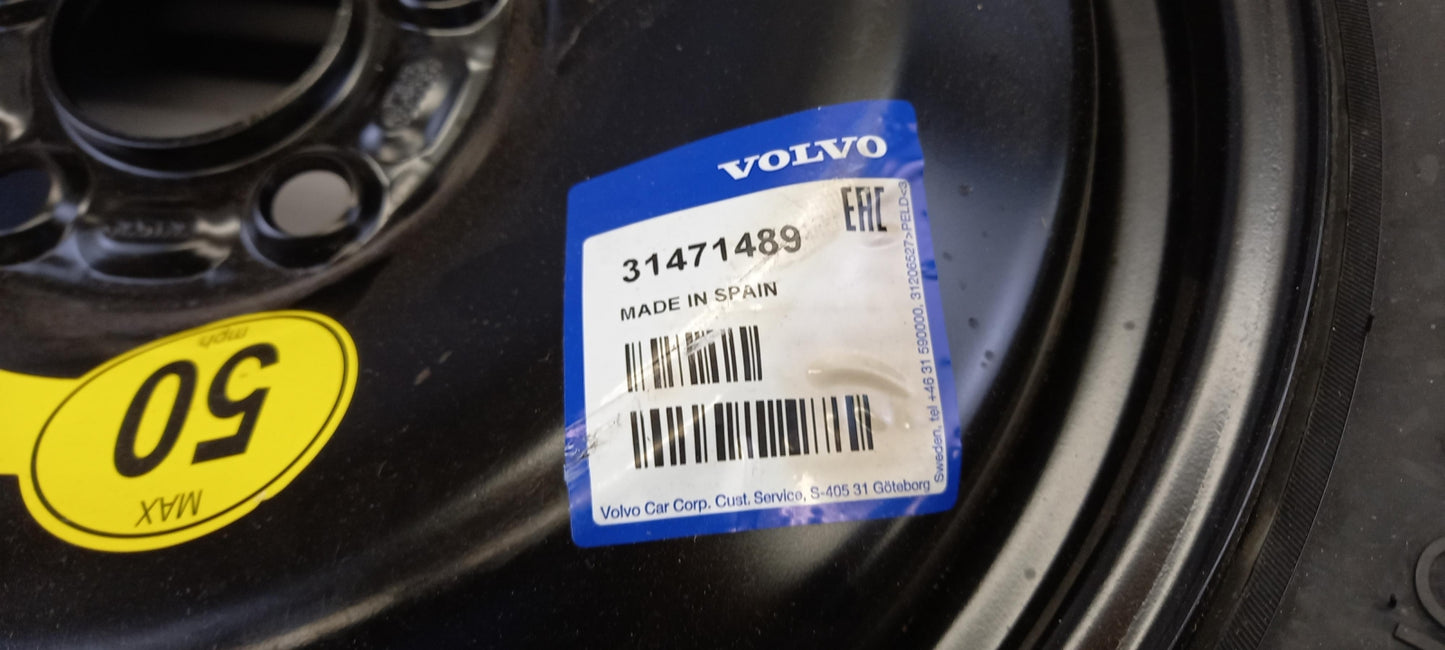 VOLVO
EAC
31471489
MADE IN SPAIN
Volvo Car Corp. Cust. Service, S-405 31 Göteborg
Sweden, tel +46 31 590000, 31206527>PELD<3
MAX
50
mph